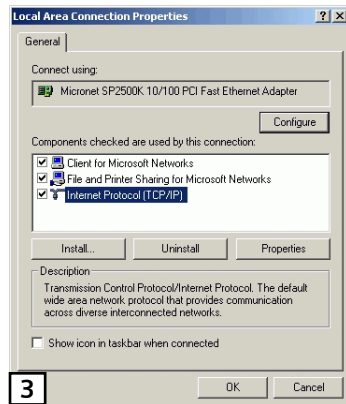 Local Area Connection Properties
General
Connect using:
Micronet SP2500K 10/100 PCI Fast Ethernet Adapter
Configure
Components checked are used by this connection:
Client for Microsoft Networks
File and Printer Sharing for Microsoft Networks
Internet Protocol (TCP/IP)
Install... Uninstall Properties
Description
Transmission Control Protocol/Internet Protocol. The default
wide area network protocol that provides communication
across diverse interconnected networks.
Show icon in taskbar when connected
3
OK Cancel